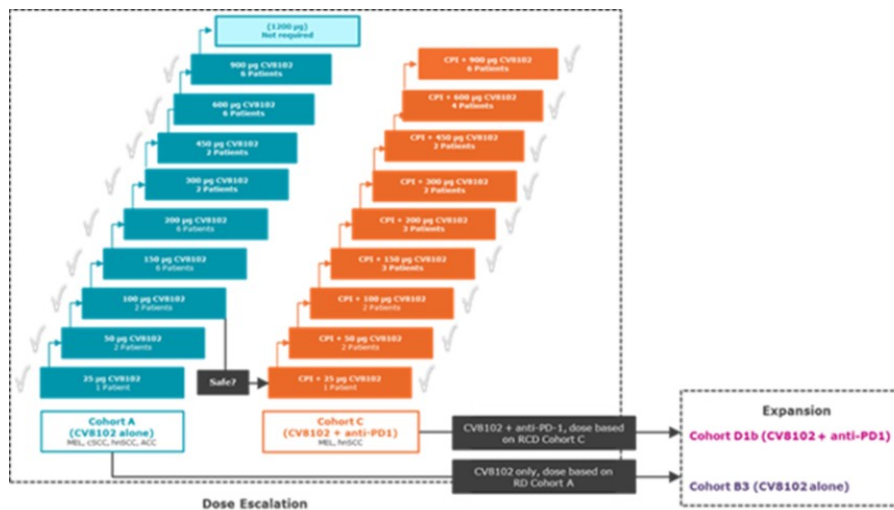 (1200 µg)
Not required
900 µg CV8102
6 Patients
600 µg CV8102
6 Patients
450 µg CV8102
2 Patients
300 µg CV8102
2 Patients
200 µg CV8102
6 Patients
150 µg CV8102
6 Patients
100 µg CV8102
2 Patients
50 µg CV8102
2 Patients
25 µg CV8102
1 Patient
Safe?
CPI + 900 µg CV8102
6 Patients
CPI + 600 µg CV8102
4 Patients
CPI + 450 µg CV8102
2 Patients
CPI + 300 µg CV8102
2 Patients
CPI + 200 µg CV8102
3 Patients
CPI + 150 µg CV8102
3 Patients
CPI + 100 µg CV8102
2 Patients
CPI + 50 µg CV8102
2 Patients
CPI + 25 µg CV8102
1 Patient
Cohort A
(CV8102 alone)
MEL, cSCC, hnSCC, ACC
Cohort C
(CV8102 + anti-PD1)
MEL, hnSCC
CV8102 + anti-PD-1, dose based
on RCD Cohort C
CV8102 only, dose based on
RD Cohort A
Dose Escalation
Expansion
Cohort D1b (CV8102 + anti-PD1)
Cohort B3 (CV8102 alone)